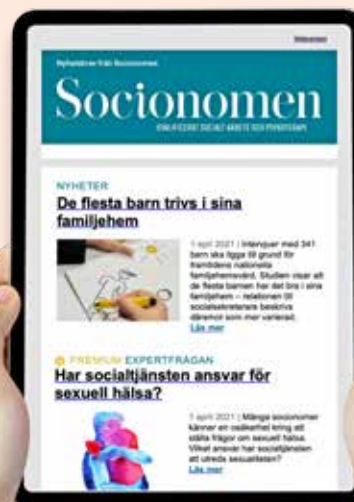 Webbversion
Nyhetsbrev från Socionomen
Socionomen
KVALIFICERAT SOCIALT ARBETE OCH PSYKOTERAPI
NYHETER
De flesta barn trivs i sina
familjehem
1 april 2021 | Intervjuer med 341
barn ska ligga till grund för
framtidens nationella
familjehemsvård. Studien visar att
de flesta barnen har det bra i sina
familjehem – relationen till
socialsekreterare beskrivs
däremot som mer varierad.
Läs mer
PREMIUM EXPERTFRÅGAN
Har socialtjänsten ansvar för
sexuell hälsa?
1 april 2021 | Många socionomer
känner en osäkerhet kring att
ställa frågor om sexuell hälsa.
Vilket ansvar har socialtjänsten
att utreda sexualiteten?
Läs mer